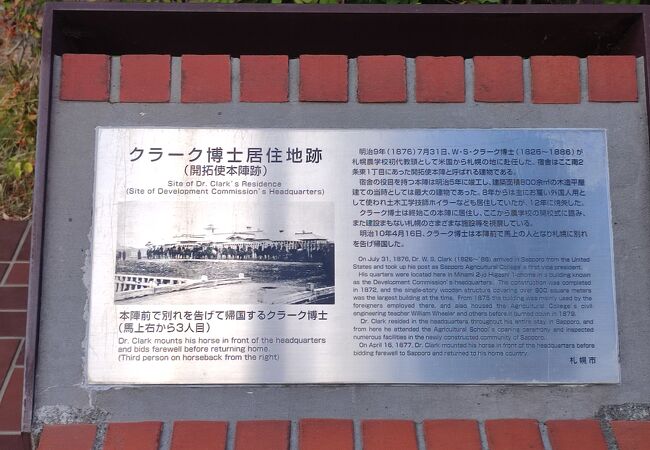 クラーク博士居住地跡
(開拓使本陣跡)
Site of Dr. Clark's Residence
(Site of Development Commission's Headquarters)
本陣前で別れを告げて帰国するクラーク博士
(馬上右から3人目)
Dr. Clark mounts his horse in front of the headquarters
and bids farewell before returning home.
(Third person on horseback from the right)
明治9年(1876)7月31日、W・S・クラーク博士(1826～1886)が
札幌農学校初代教頭として米国から札幌の地に赴任した。宿舎はここ南2
条東1丁目にあった開拓使本陣と呼ばれる建物である。
宿舎の役目を持つ本陣は明治5年に竣工し、建築面積800余㎡の木造平屋
建ての当時としては最大の建物であった。8年からは主にお雇い外国人用とし
て使われ土木工学技師ホイラーなども居住していたが、12年に焼失した。
クラーク博士は終始この本陣に居住し、ここから農学校の開校式に臨み、
また建設まもない札幌のさまざまな施設等を視察している。
明治10年4月16日、クラーク博士は本陣前で馬上の人となり札幌に別れ
を告げ帰国した。
On July 31, 1876, Dr. W. S. Clark (1826～'86) arrived in Sapporo from the United
States and took up his post as Sapporo Agricultural College's first vice president.
His quarters were located here in Minami 2-jo Higashi 1-chome in a building known
as the Development Commission's headquarters. The construction was completed
in 1872, and the single-story wooden structure covering over 800 square meters
was the largest building at the time. From 1875 the building was mainly used by the
foreigners employed there, and also housed the Agricultural College's civil
engineering teacher William Wheeler and others before it burned down in 1879.
Dr. Clark resided in the headquarters throughout his entire stay in Sapporo, and
from here he attended the Agricultural School's opening ceremony and inspected
numerous facilities in the newly constructed community of Sapporo.
On April 16, 1877, Dr. Clark mounted his horse in front of the headquarters before
bidding farewell to Sapporo and returned to his home country.
札幌市